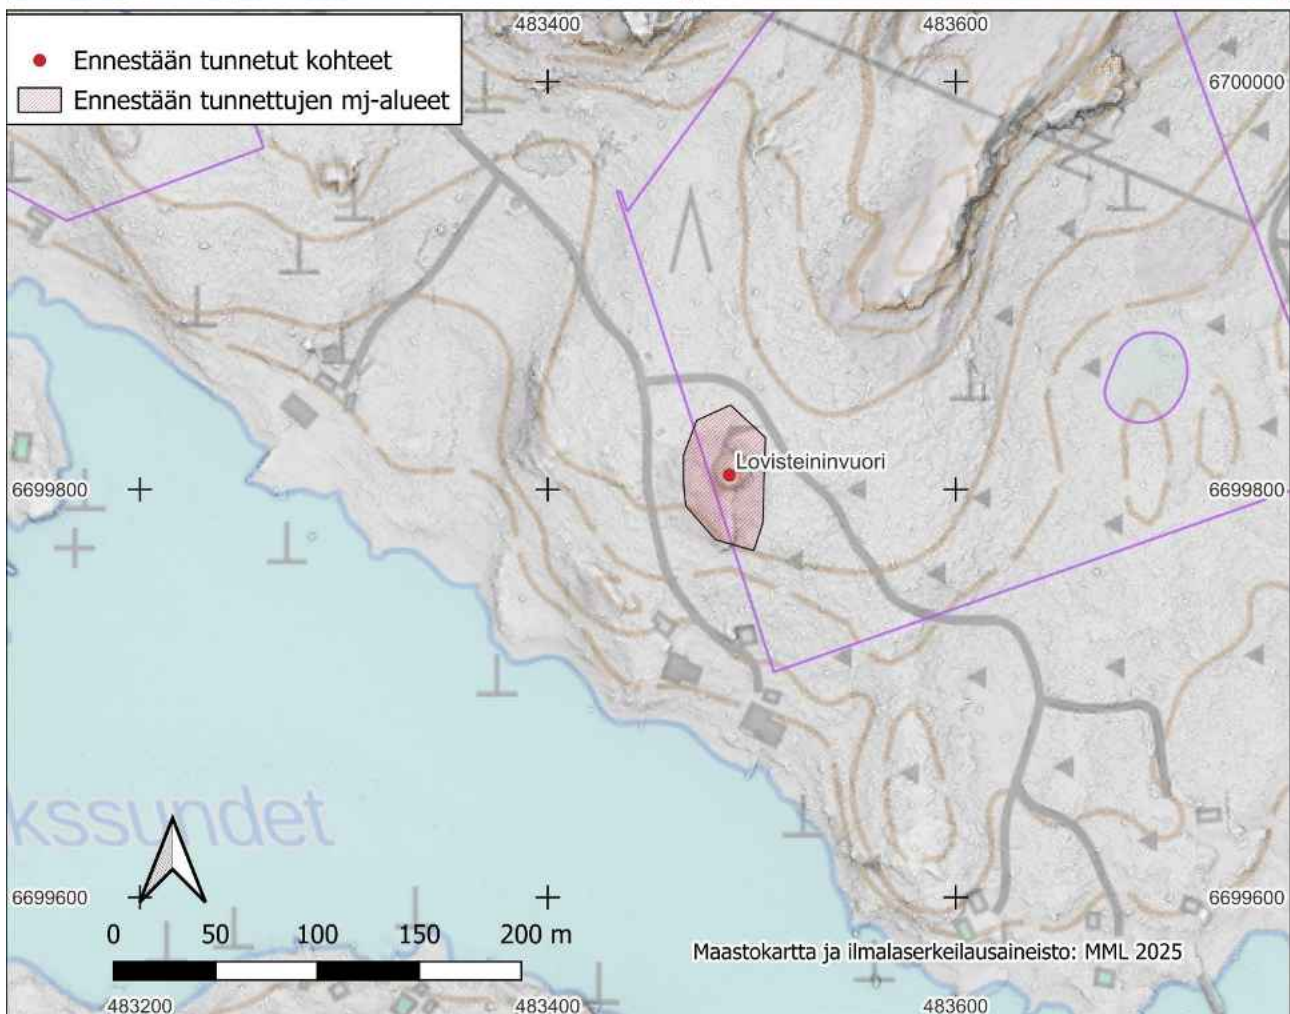 483400
483600
Ennestään tunnetut kohteet
6700000
Ennestään tunnettujen mj-alueet
Lovisteininvuori
6699800
6699800
kssundet
6699600
6699600
0 50 100 150 200 m
Maastokartta ja ilmalaserkeilausaineisto: MML 2025
483200
483400
483600